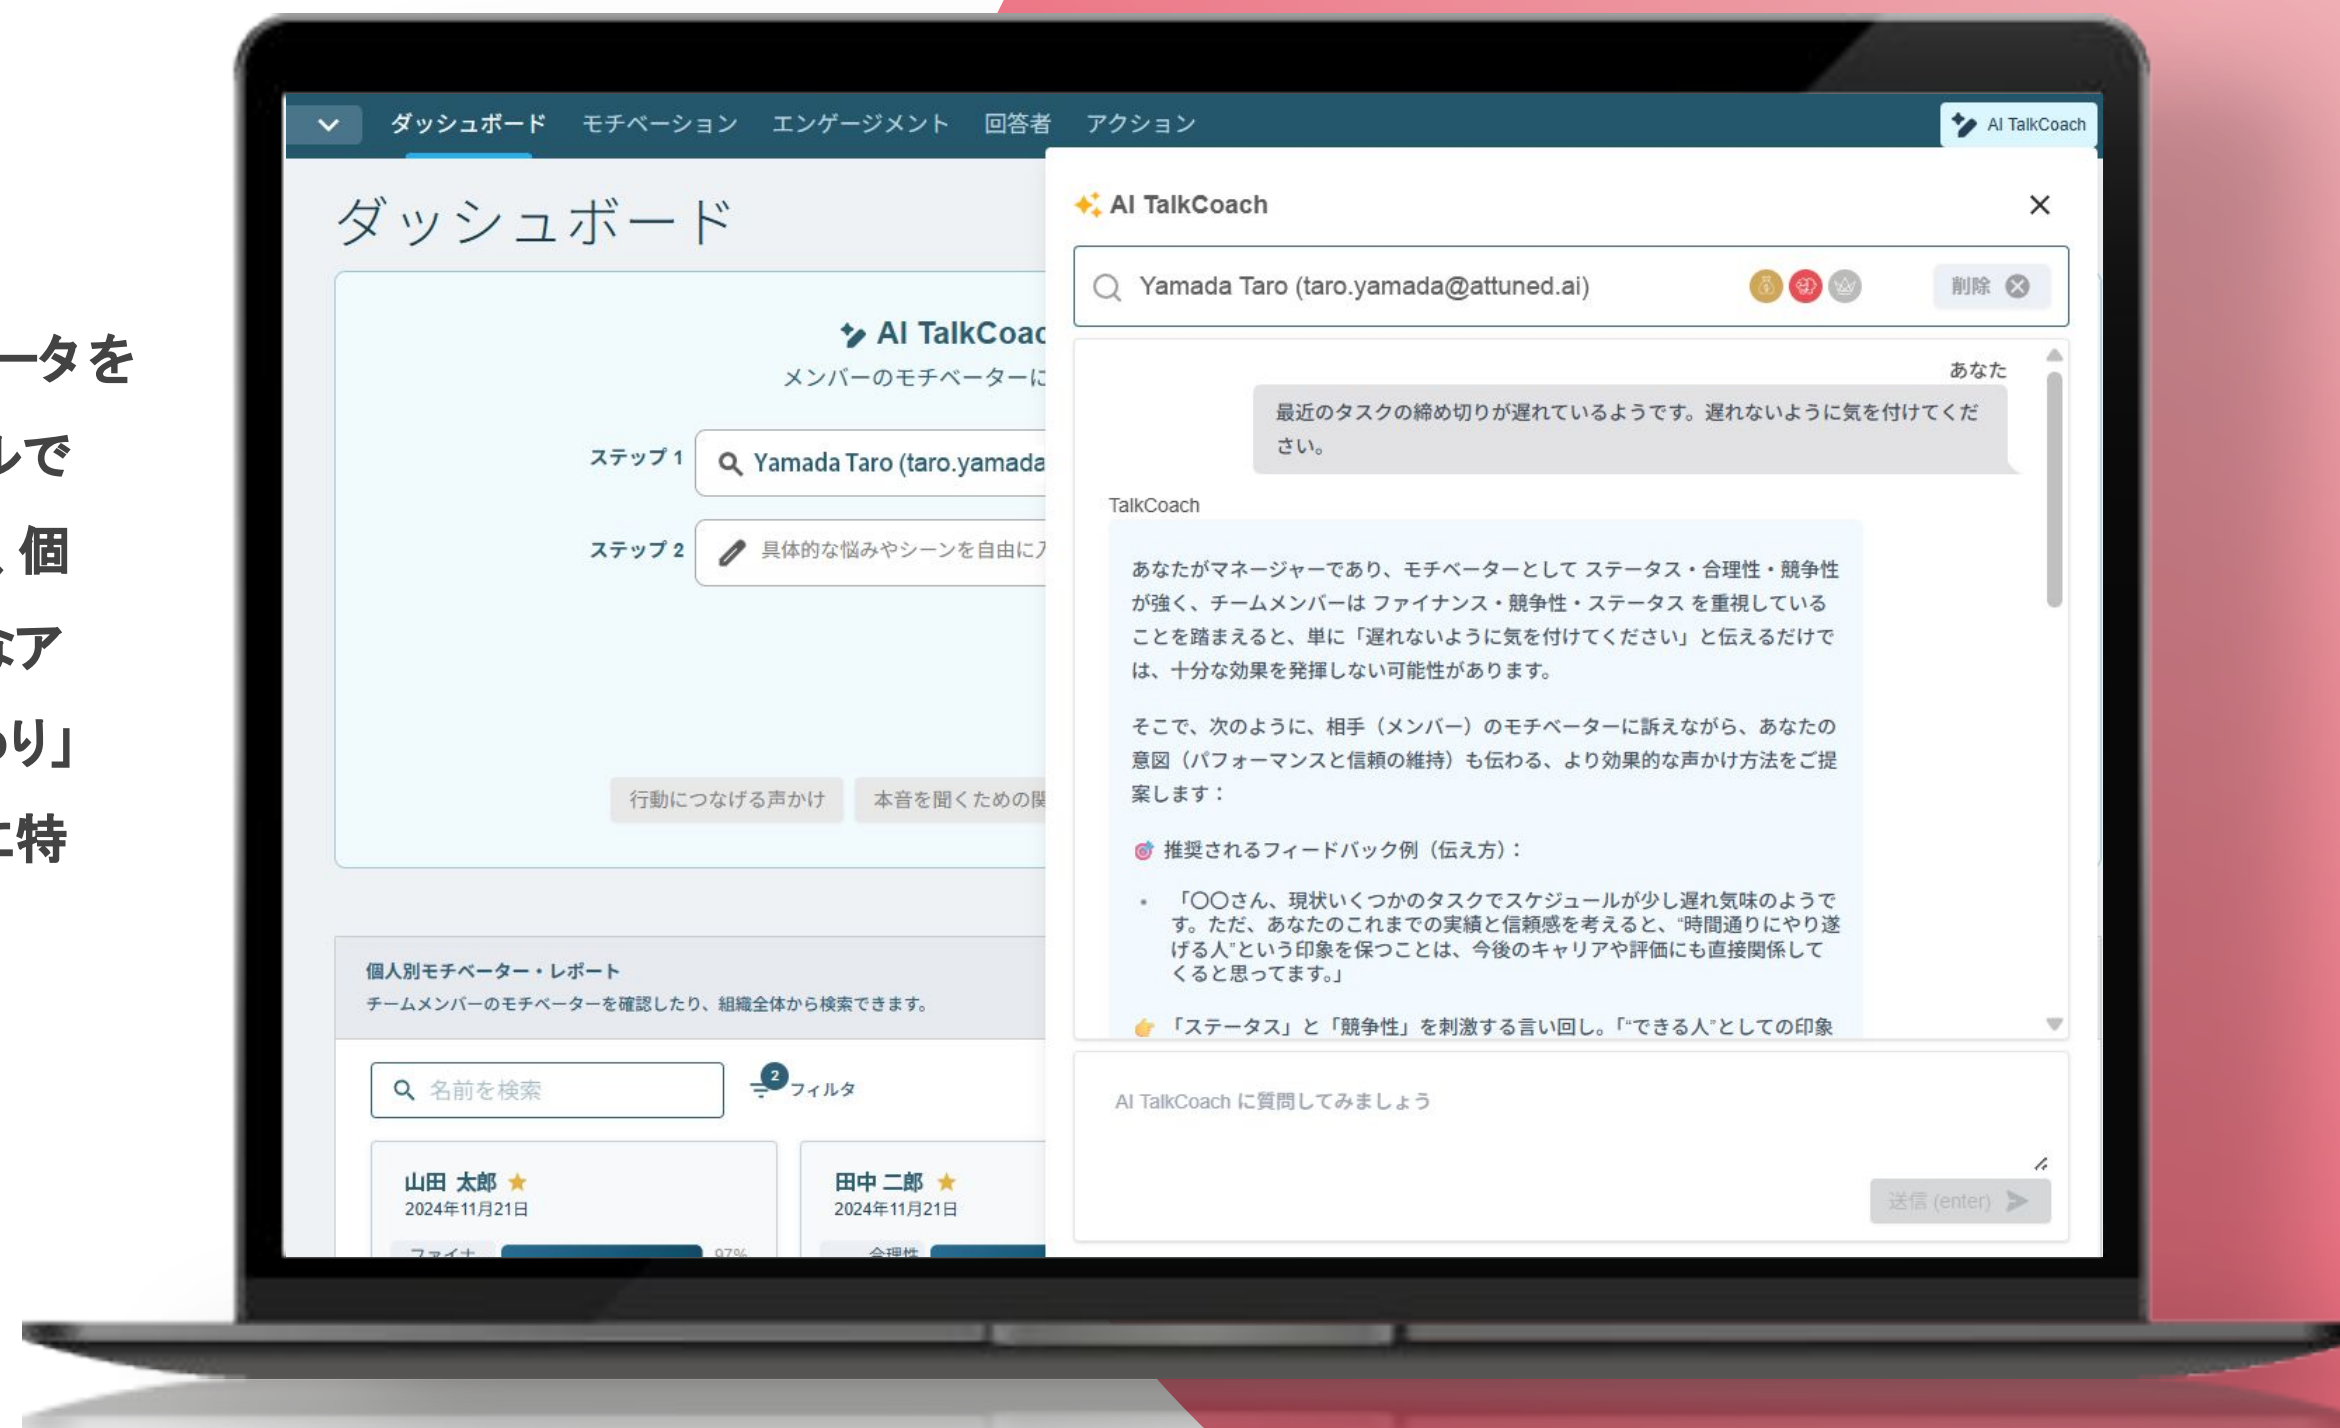 ータを
ルで
、個
なア
わり」
に特
ダッシュボード モチベーション エンゲージメント 回答者 アクション
AI TalkCoach
ダッシュボード
AI TalkCoac
メンバーのモチベーターに
ステップ 1
Yamada Taro (taro.yamada
ステップ 2
具体的な悩みやシーンを自由に入
行動につなげる声かけ
本音を聞くための関
個人別モチベーター・レポート
チームメンバーのモチベーターを確認したり、組織全体から検索できます。
名前を検索
2
フィルタ
山田 太郎
2024年11月21日
ファイナ
97%
田中 二郎
2024年11月21日
合理性
AI TalkCoach
Yamada Taro (taro.yamada@attuned.ai)
削除
あなた
最近のタスクの締め切りが遅れているようです。遅れないように気を付けてくだ
さい。
TalkCoach
あなたがマネージャーであり、モチベーターとして ステータス・合理性・競争性
が強く、チームメンバーは ファイナンス・競争性・ステータス を重視している
ことを踏まえると、単に「遅れないように気を付けてください」と伝えるだけで
は、十分な効果を発揮しない可能性があります。
そこで、次のように、相手（メンバー）のモチベーターに訴えながら、あなたの
意図（パフォーマンスと信頼の維持）も伝わる、より効果的な声かけ方法をご提
案します：
🎯 推奨されるフィードバック例（伝え方）：
• 「〇〇さん、現状いくつかのタスクでスケジュールが少し遅れ気味のようで
す。ただ、あなたのこれまでの実績と信頼感を考えると、“時間通りにやり遂
げる人”という印象を保つことは、今後のキャリアや評価にも直接関係して
くると思ってます。」
👉 「ステータス」と「競争性」を刺激する言い回し。「“できる人”としての印象
AI TalkCoach に質問してみましょう
送信 (enter)